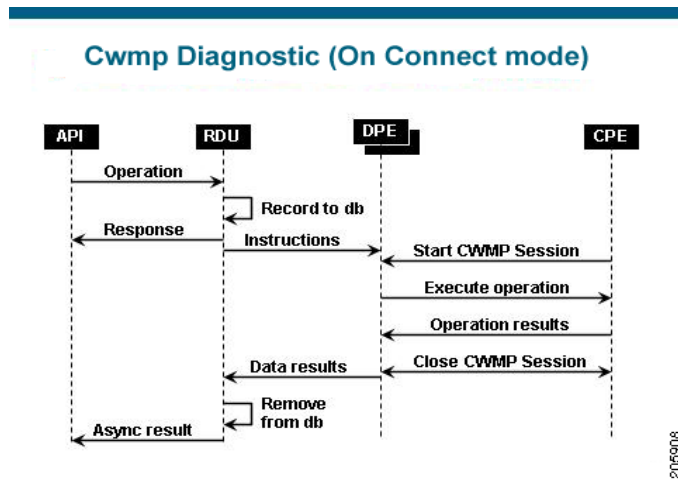 Cwmp Diagnostic (On Connect mode)
API
RDU
DPE
CPE
Operation
Record to db
Response
Instructions
Start CWMP Session
Execute operation
Operation results
Data results
Close CWMP Session
Remove
from db
Async result
205908